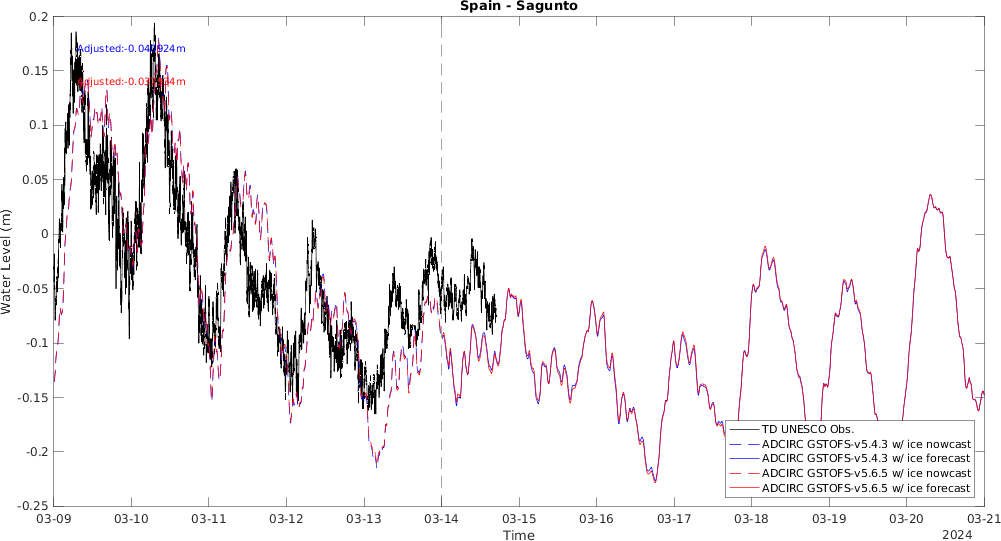 Spain - Sagunto
Water Level (m)
0.2
0.15
0.1
0.05
0
-0.05
-0.1
-0.15
-0.2
-0.25
TD UNESCO Obs.
ADCIRC GSTOFS-v5.4.3 w/ ice nowcast
ADCIRC GSTOFS-v5.4.3 w/ ice forecast
ADCIRC GSTOFS-v5.6.5 w/ ice nowcast
ADCIRC GSTOFS-v5.6.5 w/ ice forecast
03-09 03-10 03-11 03-12 03-13 03-14 03-15 03-16 03-17 03-18 03-19 03-20 03-21
Time
2024